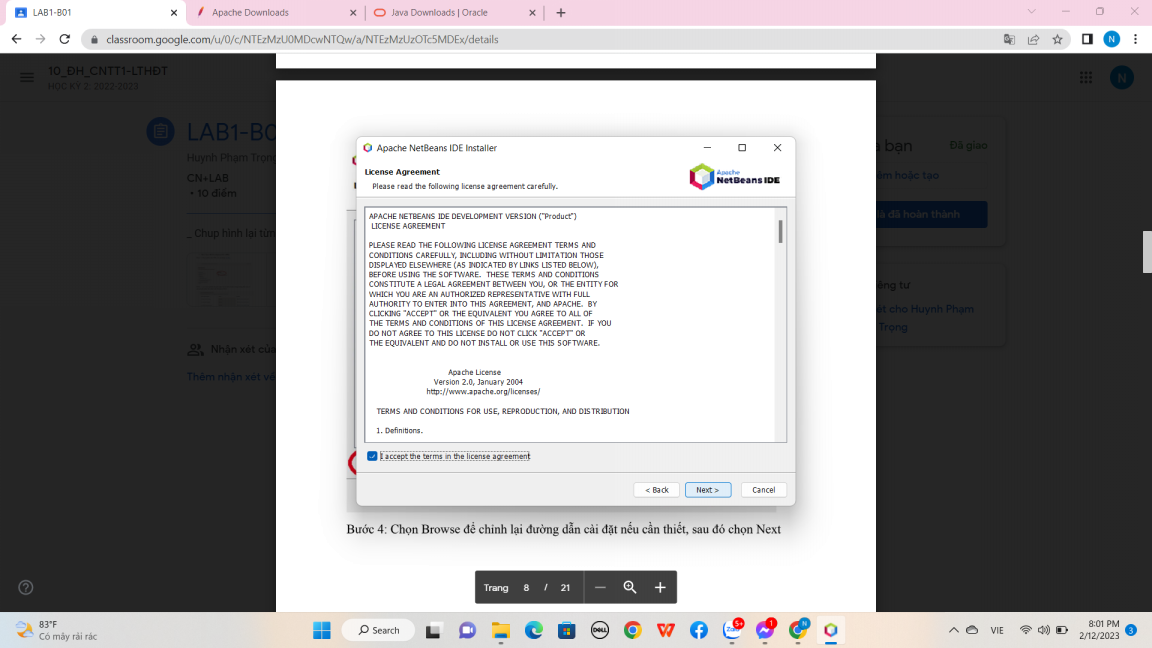 LAB1-B01
Apache Downloads
Java Downloads | Oracle
classroom.google.com/u/0/c/NTEzMzU0MDcwNTQw/a/NTEzMzUzOTc5MDEx/details
N
10_ĐH_CNTT1-LTHĐT
HỌC KỲ 2: 2022-2023
N
LAB1-B0
Huynh Phạm Trọng
CN+LAB
• 10 điểm
_ Chụp hình lại từn
Nhận xét của
Thêm nhận xét về
a bạn
Đã giao
êm hoặc tạo
là đã hoàn thành
êng tư
ét cho Huynh Phạm
Trọng
Apache NetBeans IDE Installer
License Agreement
Please read the following license agreement carefully.
Apache
NetBeans IDE
APACHE NETBEANS IDE DEVELOPMENT VERSION ("Product")
LICENSE AGREEMENT
PLEASE READ THE FOLLOWING LICENSE AGREEMENT TERMS AND
CONDITIONS CAREFULLY, INCLUDING WITHOUT LIMITATION THOSE
DISPLAYED ELSEWHERE (AS INDICATED BY LINKS LISTED BELOW),
BEFORE USING THE SOFTWARE. THESE TERMS AND CONDITIONS
CONSTITUTE A LEGAL AGREEMENT BETWEEN YOU, OR THE ENTITY FOR
WHICH YOU ARE AN AUTHORIZED REPRESENTATIVE WITH FULL
AUTHORITY TO ENTER INTO THIS AGREEMENT, AND APACHE. BY
CLICKING "ACCEPT" OR THE EQUIVALENT YOU AGREE TO ALL OF
THE TERMS AND CONDITIONS OF THIS LICENSE AGREEMENT. IF YOU
DO NOT AGREE TO THIS LICENSE DO NOT CLICK "ACCEPT" OR
THE EQUIVALENT AND DO NOT INSTALL OR USE THIS SOFTWARE.
Apache License
Version 2.0, January 2004
http://www.apache.org/licenses/
TERMS AND CONDITIONS FOR USE, REPRODUCTION, AND DISTRIBUTION
1. Definitions.
I accept the terms in the license agreement
< Back
Next >
Cancel
Bước 4: Chọn Browse để chỉnh lại đường dẫn cài đặt nếu cần thiết, sau đó chọn Next
Trang 8 / 21
83°F
Có mây rải rác
Search
DELL
Zalo
5+
1
N
VIE
8:01 PM
2/12/2023
3